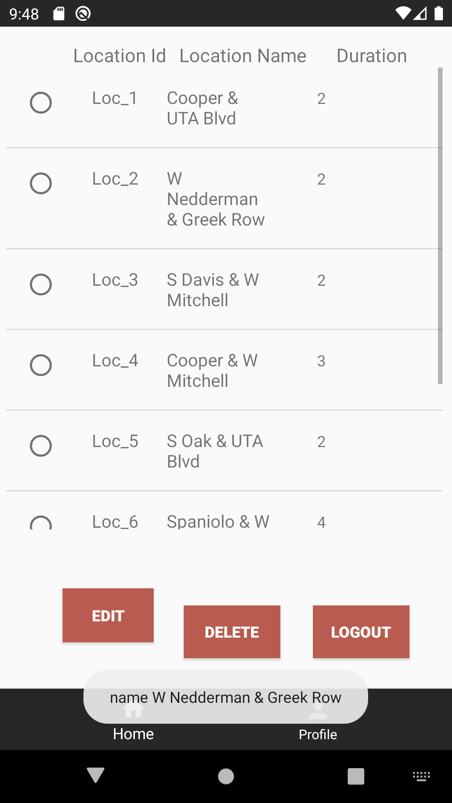 9:48
Location Id Location Name Duration
Loc_1 Cooper & 2
UTA Blvd
Loc_2 W 2
Nedderman
& Greek Row
Loc_3 S Davis & W 2
Mitchell
Loc_4 Cooper & W 3
Mitchell
Loc_5 S Oak & UTA 2
Blvd
Loc_6 Spaniolo & W 4
EDIT
DELETE LOGOUT
name W Nedderman & Greek Row
Home Profile